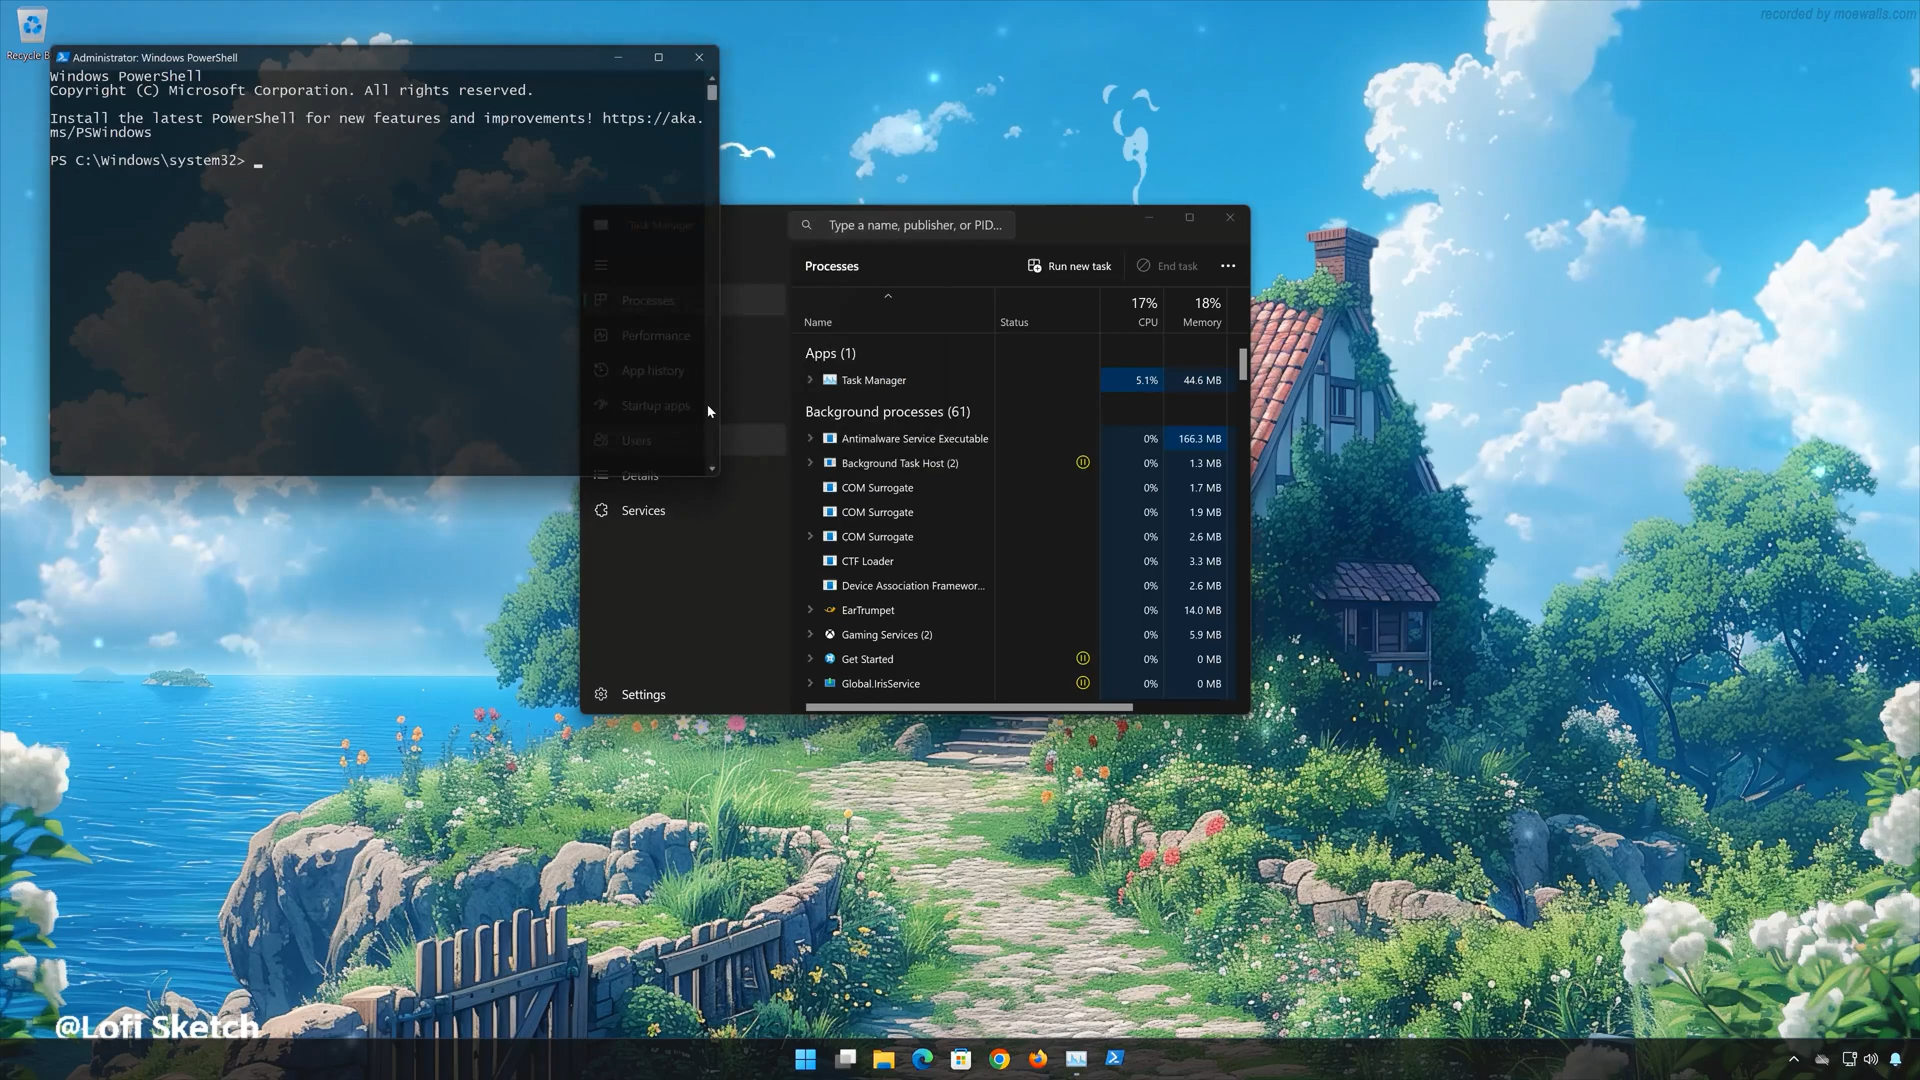 recorded by moewalls.com
Recycle B
Administrator: Windows PowerShell
Windows PowerShell
Copyright (C) Microsoft Corporation. All rights reserved.
Install the latest PowerShell for new features and improvements! https://aka.
ms/PSWindows
PS C:\Windows\system32> _
Task Manager
Type a name, publisher, or PID...
Processes
Run new task
End task
Processes
Performance
App history
Startup apps
Users
Details
Services
Settings
17% 18%
Name Status CPU Memory
Apps (1)
Task Manager 5.1% 44.6 MB
Background processes (61)
Antimalware Service Executable 0% 166.3 MB
Background Task Host (2) 0% 1.3 MB
COM Surrogate 0% 1.7 MB
COM Surrogate 0% 1.9 MB
COM Surrogate 0% 2.6 MB
CTF Loader 0% 3.3 MB
Device Association Framewor... 0% 2.6 MB
EarTrumpet 0% 14.0 MB
Gaming Services (2) 0% 5.9 MB
Get Started 0% 0 MB
Global.IrisService 0% 0 MB
@Lofi Sketch